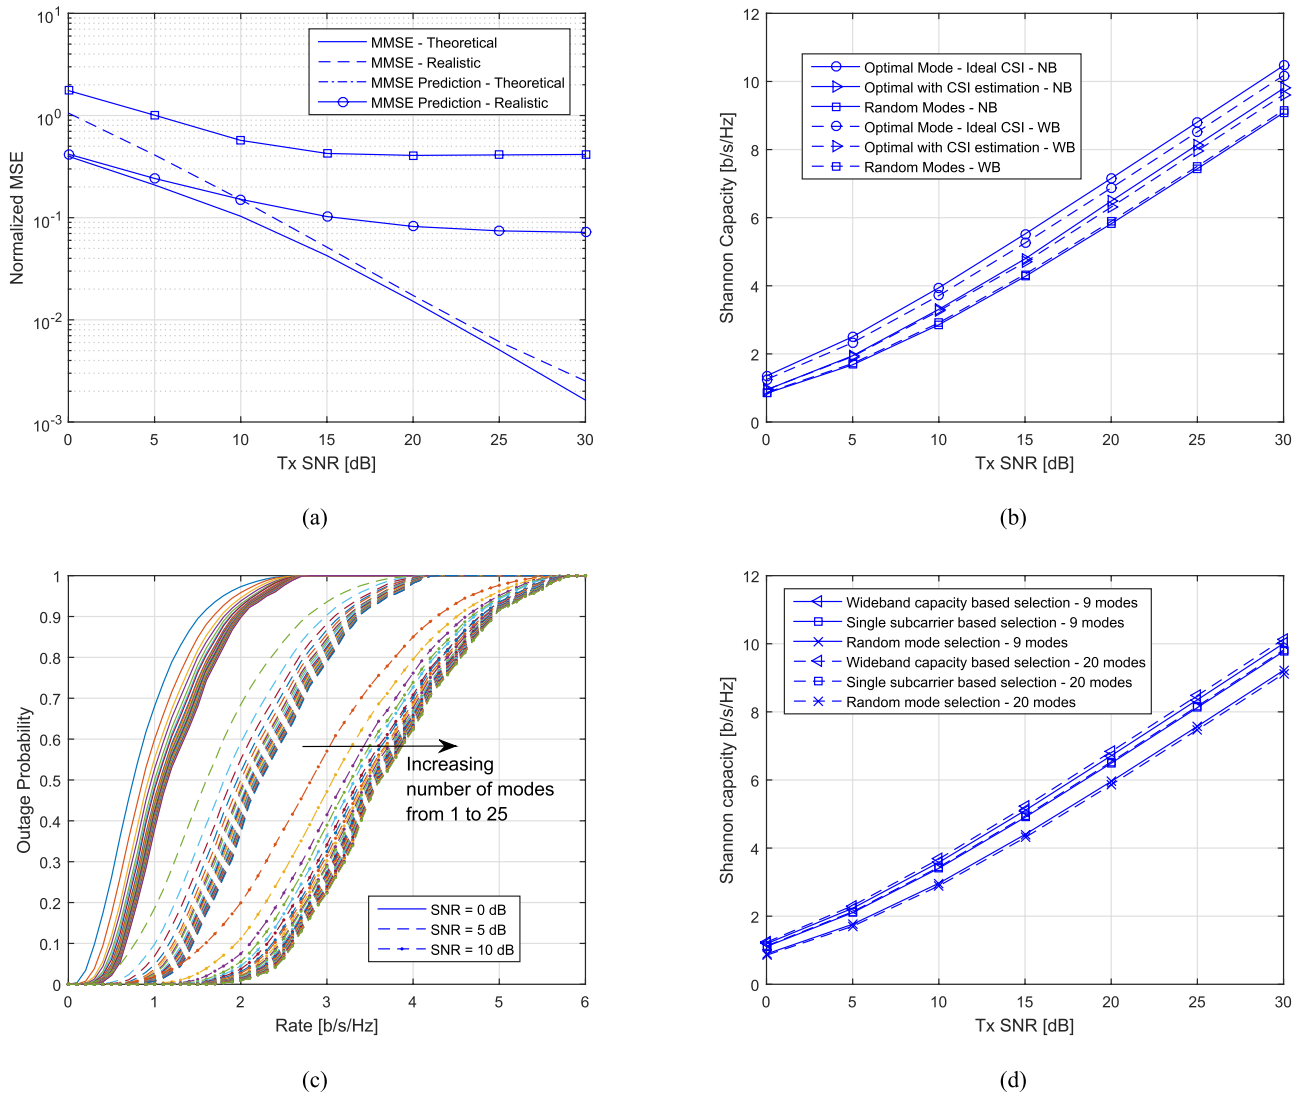 10^1
10^0
10^-1
10^-2
10^-3
Normalized MSE
MMSE - Theoretical
MMSE - Realistic
MMSE Prediction - Theoretical
MMSE Prediction - Realistic
0 5 10 15 20 25 30
Tx SNR [dB]
(a)
12
10
8
6
4
2
0
Shannon Capacity [b/s/Hz]
Optimal Mode - Ideal CSI - NB
Optimal with CSI estimation - NB
Random Modes - NB
Optimal Mode - Ideal CSI - WB
Optimal with CSI estimation - WB
Random Modes - WB
0 5 10 15 20 25 30
Tx SNR [dB]
(b)
1
0.9
0.8
0.7
0.6
0.5
0.4
0.3
0.2
0.1
0
Outage Probability
Increasing
number of modes
from 1 to 25
SNR = 0 dB
SNR = 5 dB
SNR = 10 dB
0 1 2 3 4 5 6
Rate [b/s/Hz]
(c)
12
10
8
6
4
2
0
Shannon capacity [b/s/Hz]
Wideband capacity based selection - 9 modes
Single subcarrier based selection - 9 modes
Random mode selection - 9 modes
Wideband capacity based selection - 20 modes
Single subcarrier based selection - 20 modes
Random mode selection - 20 modes
0 5 10 15 20 25 30
Tx SNR [dB]
(d)